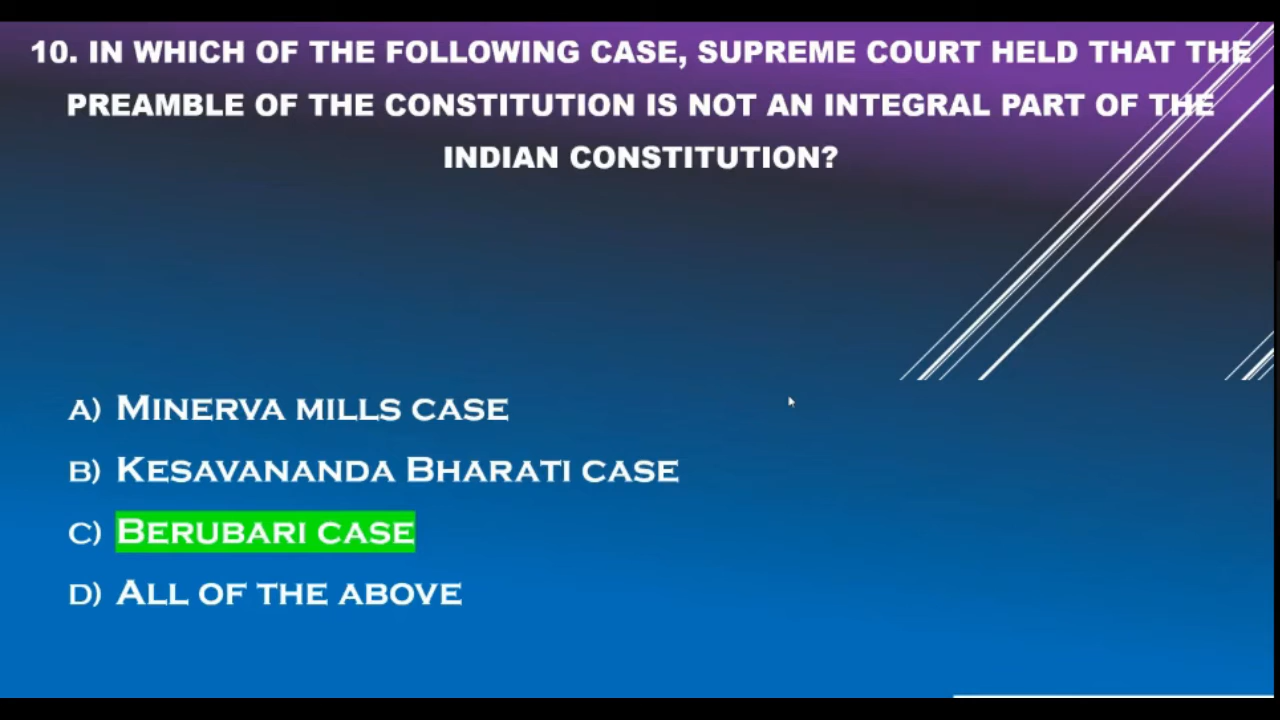 10. IN WHICH OF THE FOLLOWING CASE, SUPREME COURT HELD THAT THE
PREAMBLE OF THE CONSTITUTION IS NOT AN INTEGRAL PART OF THE
INDIAN CONSTITUTION?
A) MINERVA MILLS CASE
B) KESAVANANDA BHARATI CASE
C) BERUBARI CASE
D) ALL OF THE ABOVE